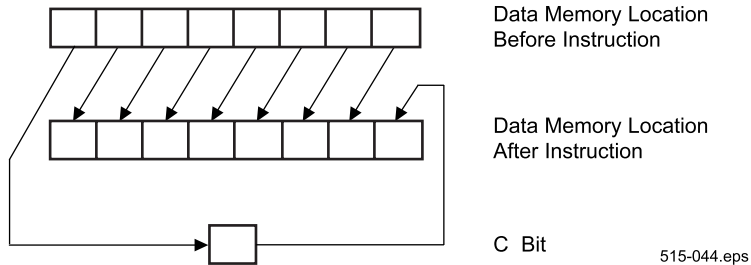 Data Memory Location
Before Instruction
Data Memory Location
After Instruction
C Bit
515-044.eps